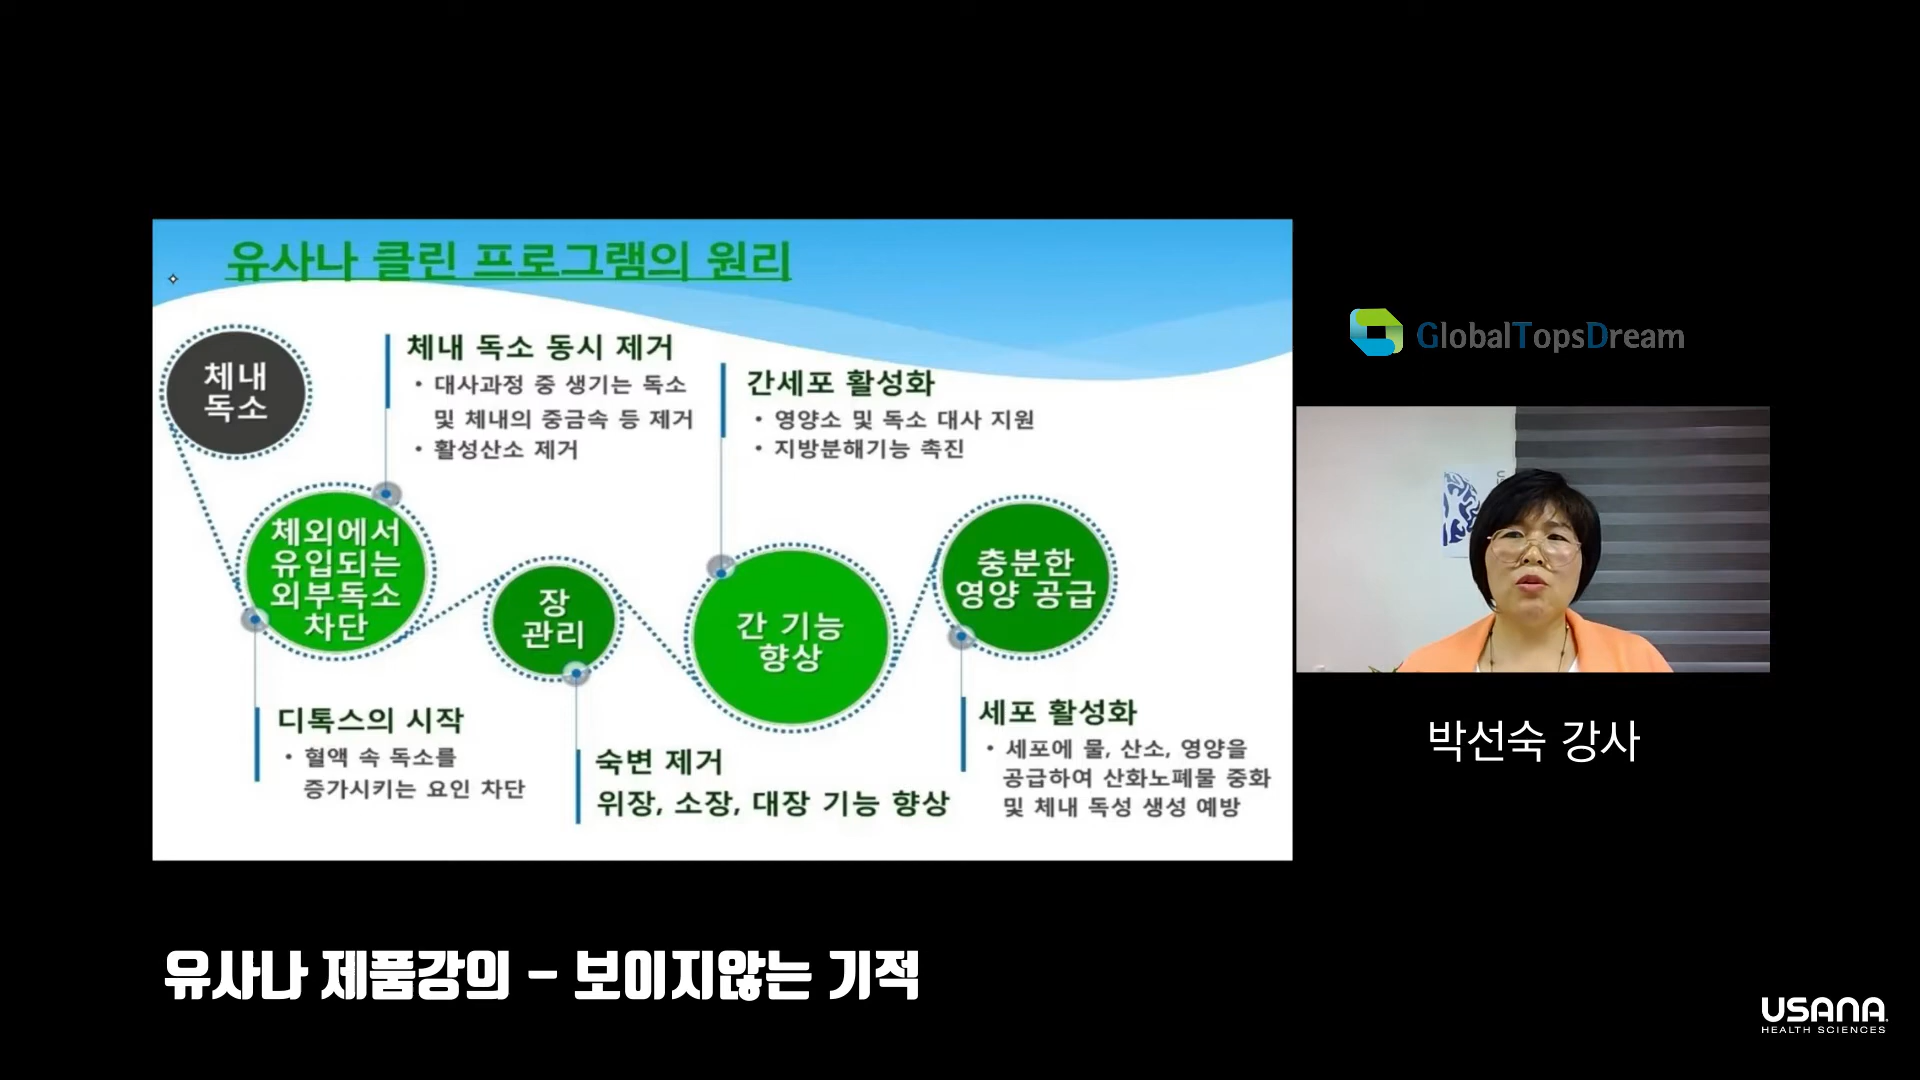 유사나 클린 프로그램의 원리
체내
독소
체내 독소 동시 제거
• 대사과정 중 생기는 독소
및 체내의 중금속 등 제거
• 활성산소 제거
간세포 활성화
• 영양소 및 독소 대사 지원
• 지방분해기능 촉진
체외에서
유입되는
외부독소
차단
장
관리
간 기능
향상
충분한
영양 공급
디톡스의 시작
• 혈액 속 독소를
증가시키는 요인 차단
숙변 제거
위장, 소장, 대장 기능 향상
세포 활성화
• 세포에 물, 산소, 영양을
공급하여 산화노폐물 중화
및 체내 독성 생성 예방
GlobalTopsDream
박선숙 강사
유사나 제품강의 - 보이지않는 기적
USANA
HEALTH SCIENCES